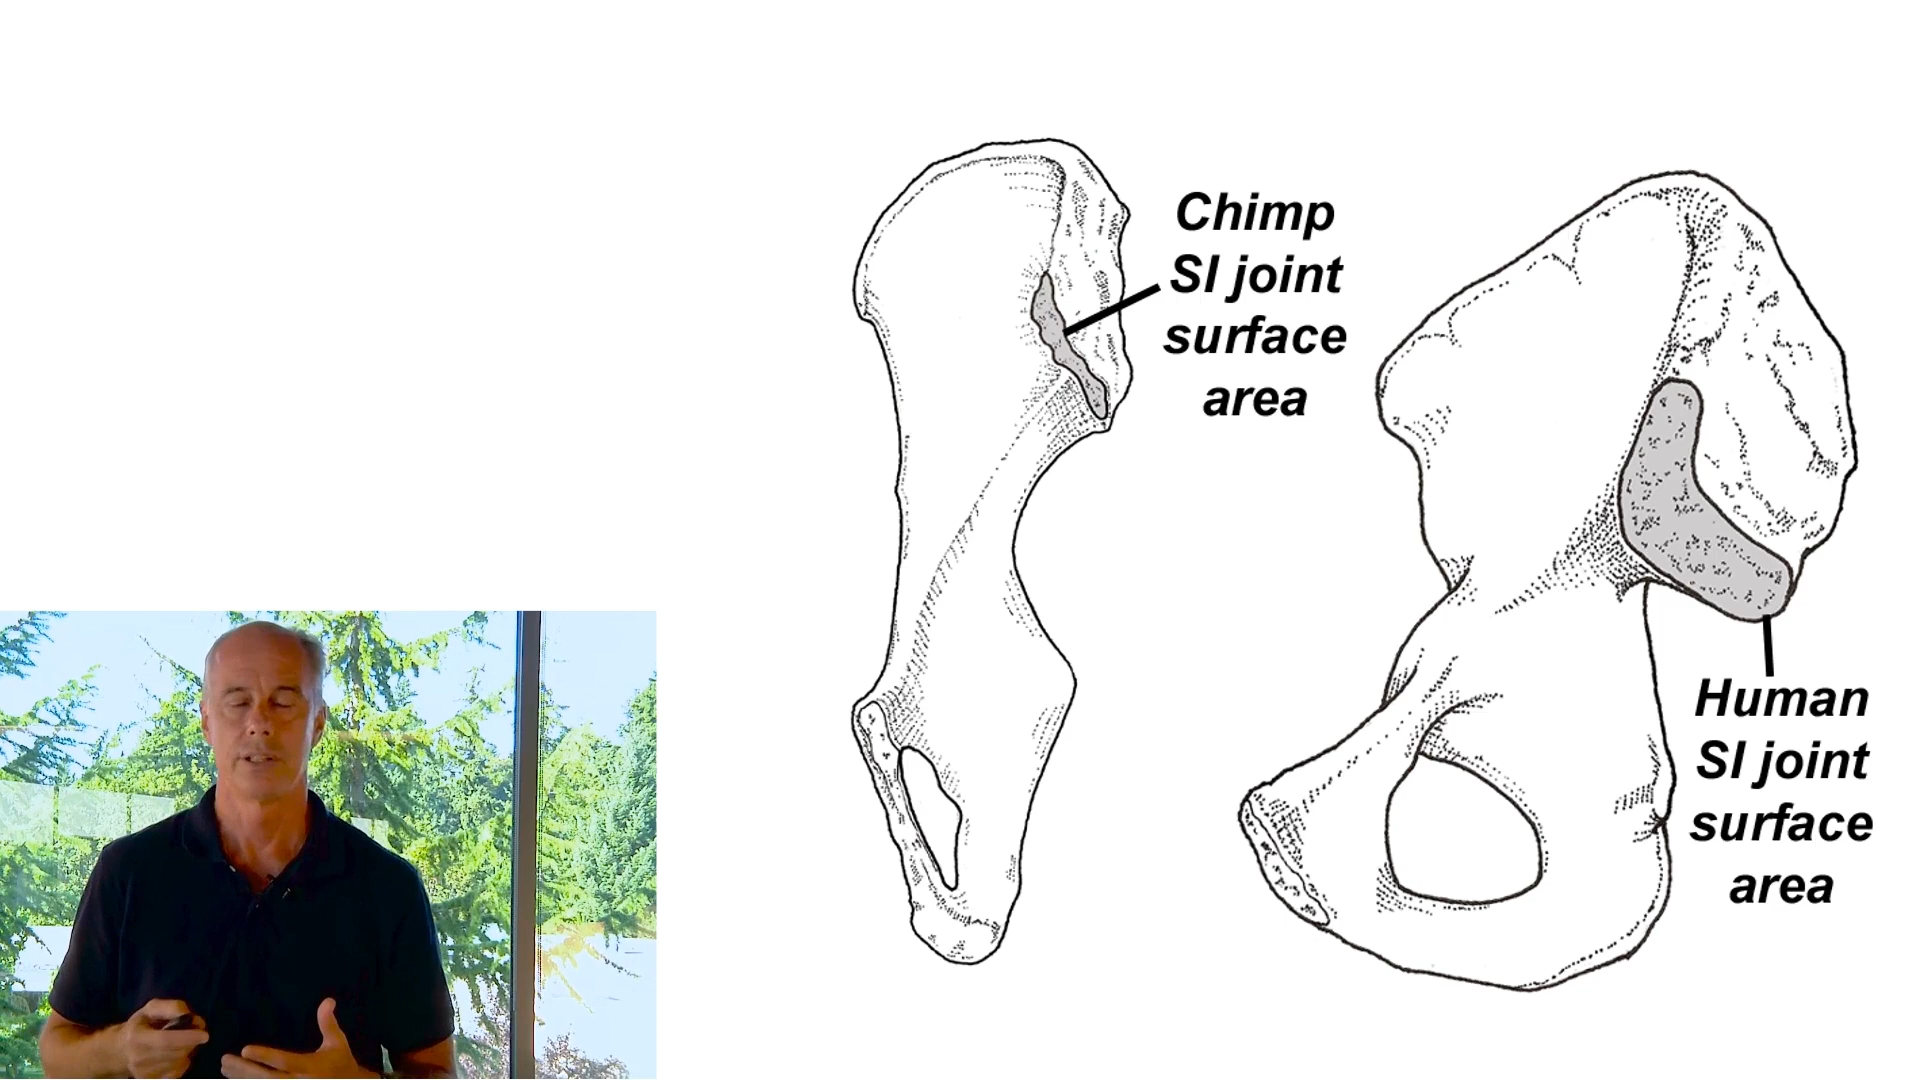 Chimp
SI joint
surface
area
Human
SI joint
surface
area